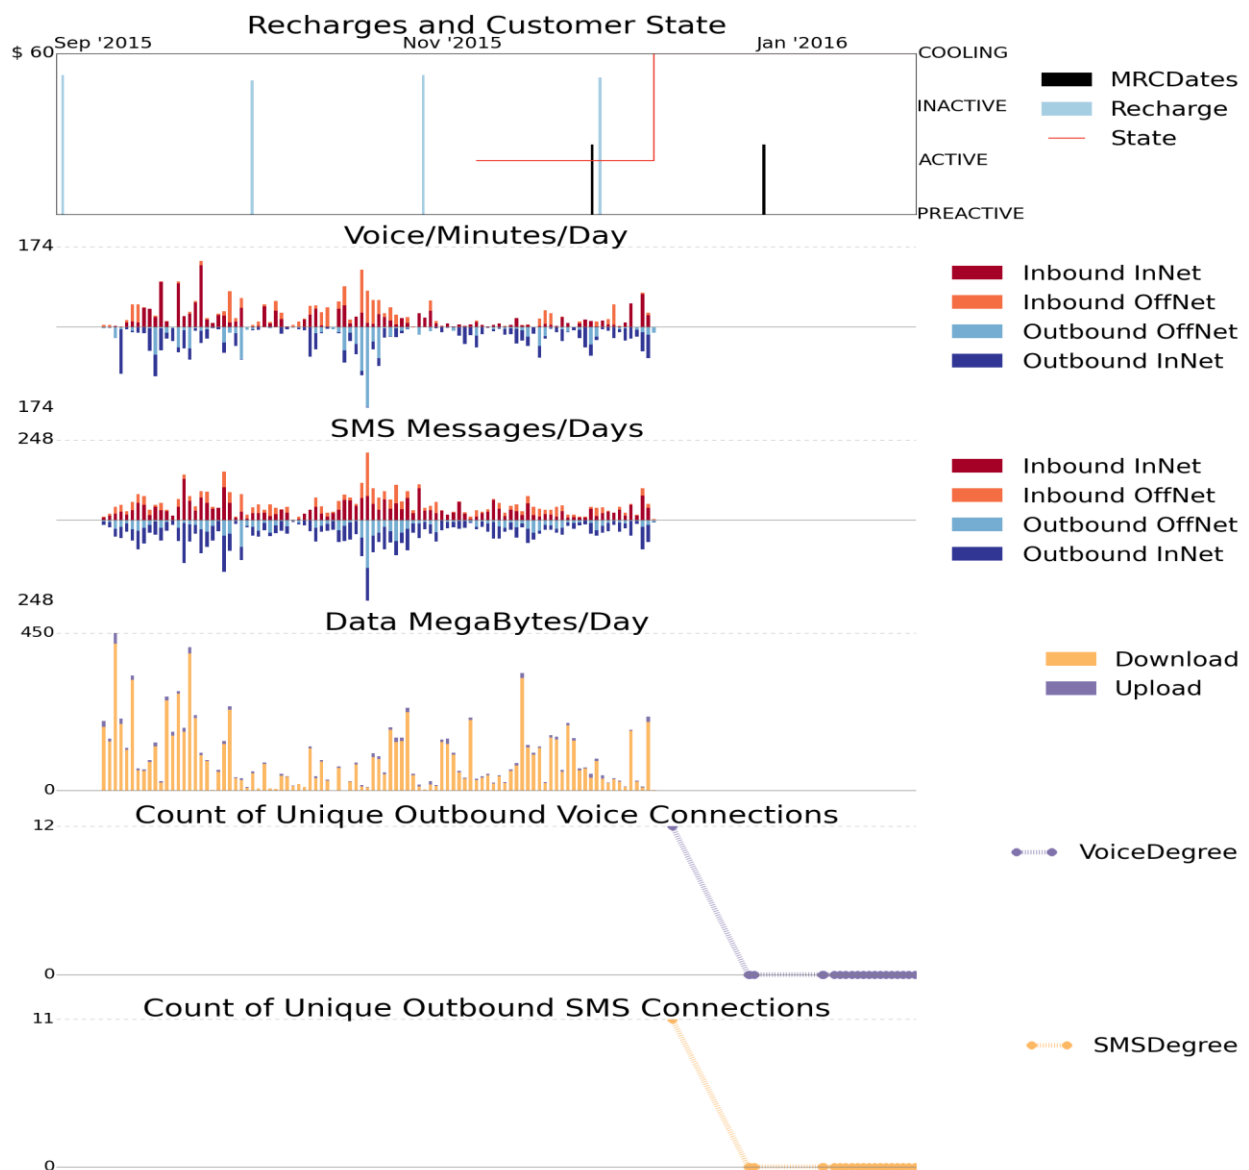 Recharges and Customer State
Sep '2015 Nov '2015 Jan '2016
$ 60
COOLING
INACTIVE
ACTIVE
PREACTIVE
MRCDates
Recharge
State
Voice/Minutes/Day
174
174
Inbound InNet
Inbound OffNet
Outbound OffNet
Outbound InNet
SMS Messages/Days
248
248
Inbound InNet
Inbound OffNet
Outbound OffNet
Outbound InNet
Data MegaBytes/Day
450
0
Download
Upload
Count of Unique Outbound Voice Connections
12
0
VoiceDegree
Count of Unique Outbound SMS Connections
11
0
SMSDegree